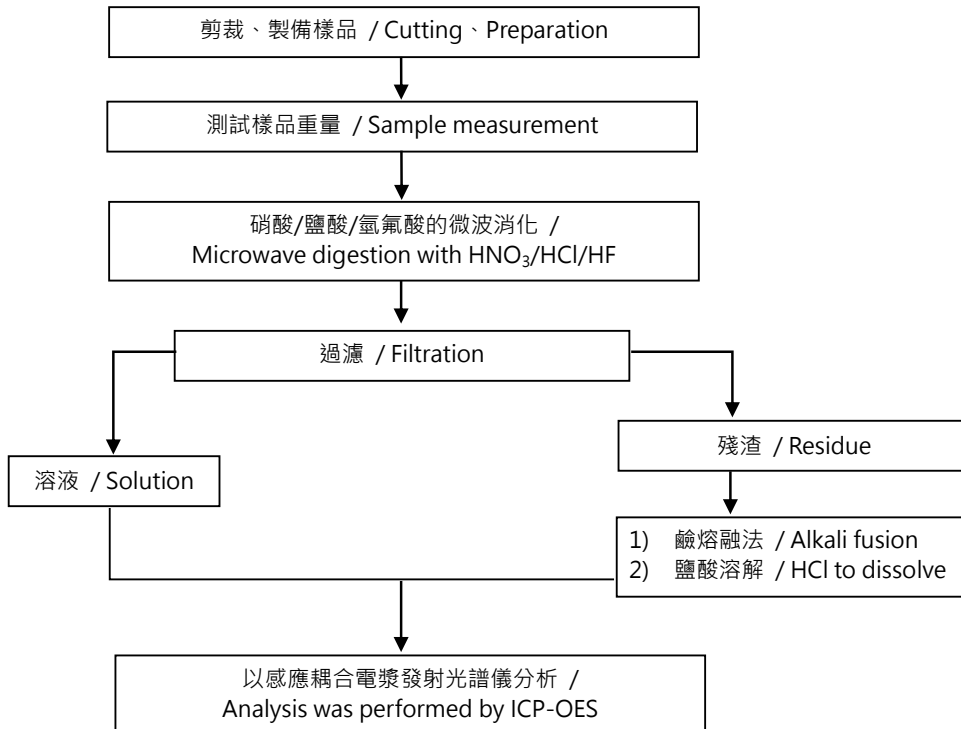 剪裁、製備樣品 / Cutting、Preparation
測試樣品重量 / Sample measurement
硝酸/鹽酸/氫氟酸的微波消化 /
Microwave digestion with HNO₃/HCl/HF
過濾 / Filtration
溶液 / Solution
殘渣 / Residue
1) 鹼熔融法 / Alkali fusion
2) 鹽酸溶解 / HCl to dissolve
以感應耦合電漿發射光譜儀分析 /
Analysis was performed by ICP-OES